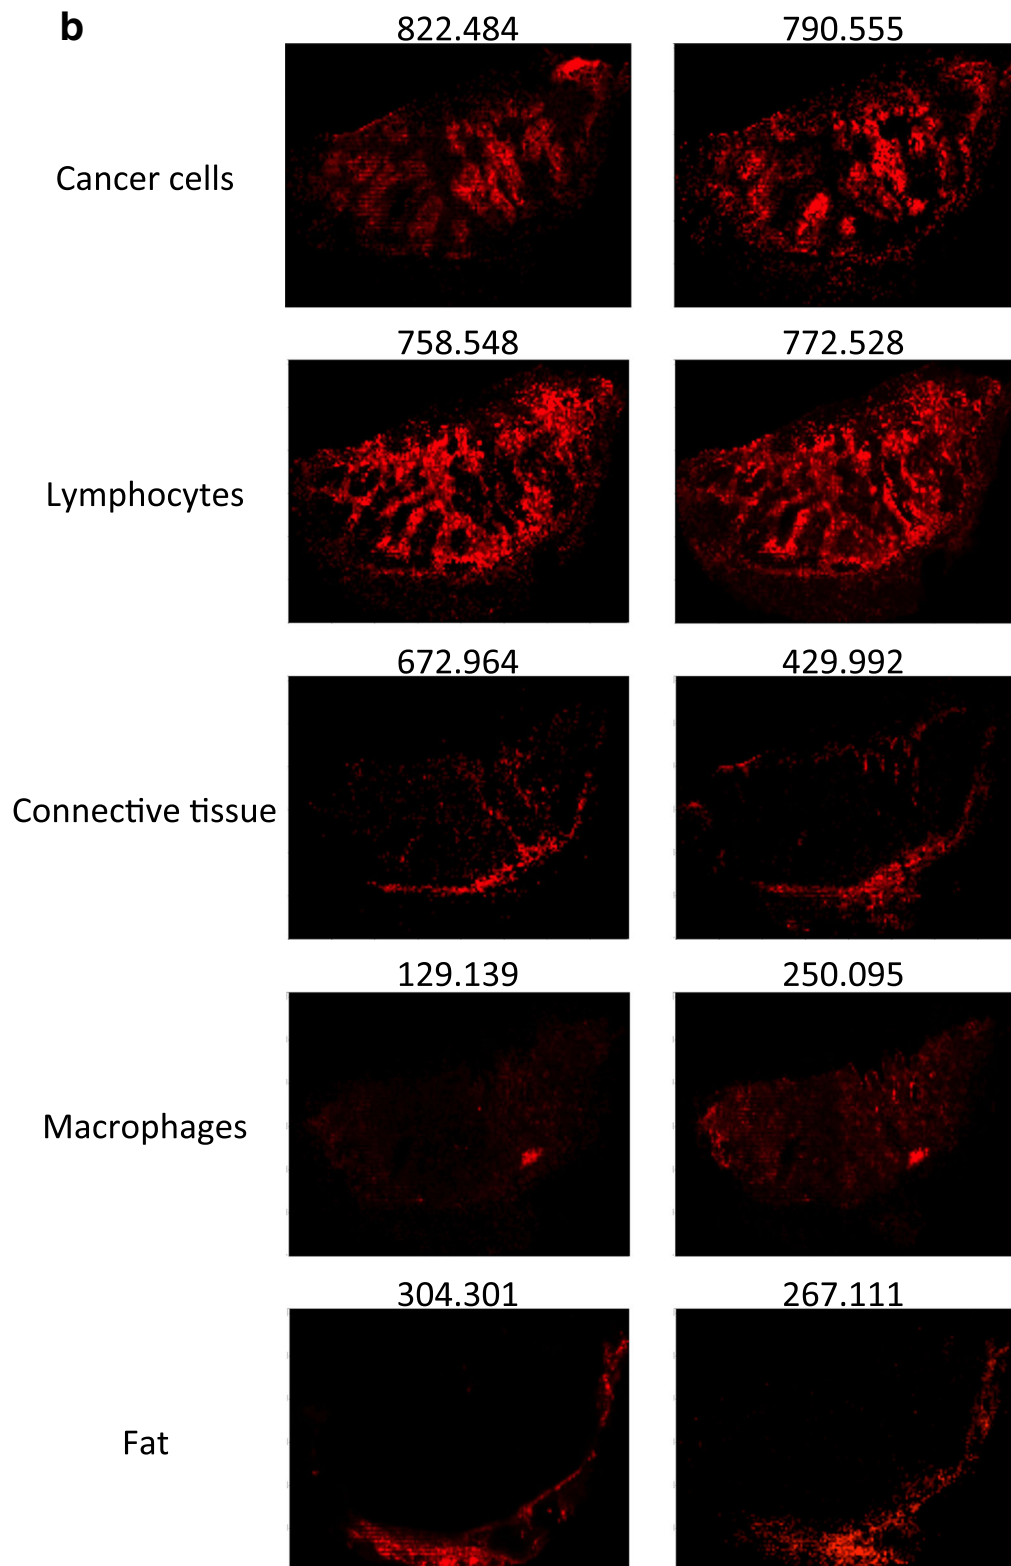 b
822.484 790.555
Cancer cells
758.548 772.528
Lymphocytes
672.964 429.992
Connective tissue
129.139 250.095
Macrophages
304.301 267.111
Fat